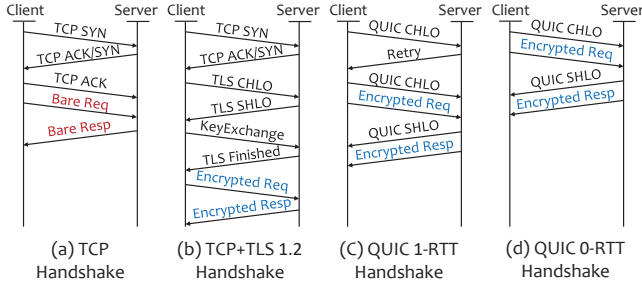 Client Server
TCP SYN
TCP ACK/SYN
TCP ACK
Bare Req
Bare Resp
(a) TCP
Handshake
Client Server
TCP SYN
TCP ACK/SYN
TLS CHLO
TLS SHLO
KeyExchange
TLS Finished
Encrypted Req
Encrypted Resp
(b) TCP+TLS 1.2
Handshake
Client Server
QUIC CHLO
Retry
QUIC CHLO
Encrypted Req
QUIC SHLO
Encrypted Resp
(C) QUIC 1-RTT
Handshake
Client Server
QUIC CHLO
Encrypted Req
QUIC SHLO
Encrypted Resp
(d) QUIC 0-RTT
Handshake